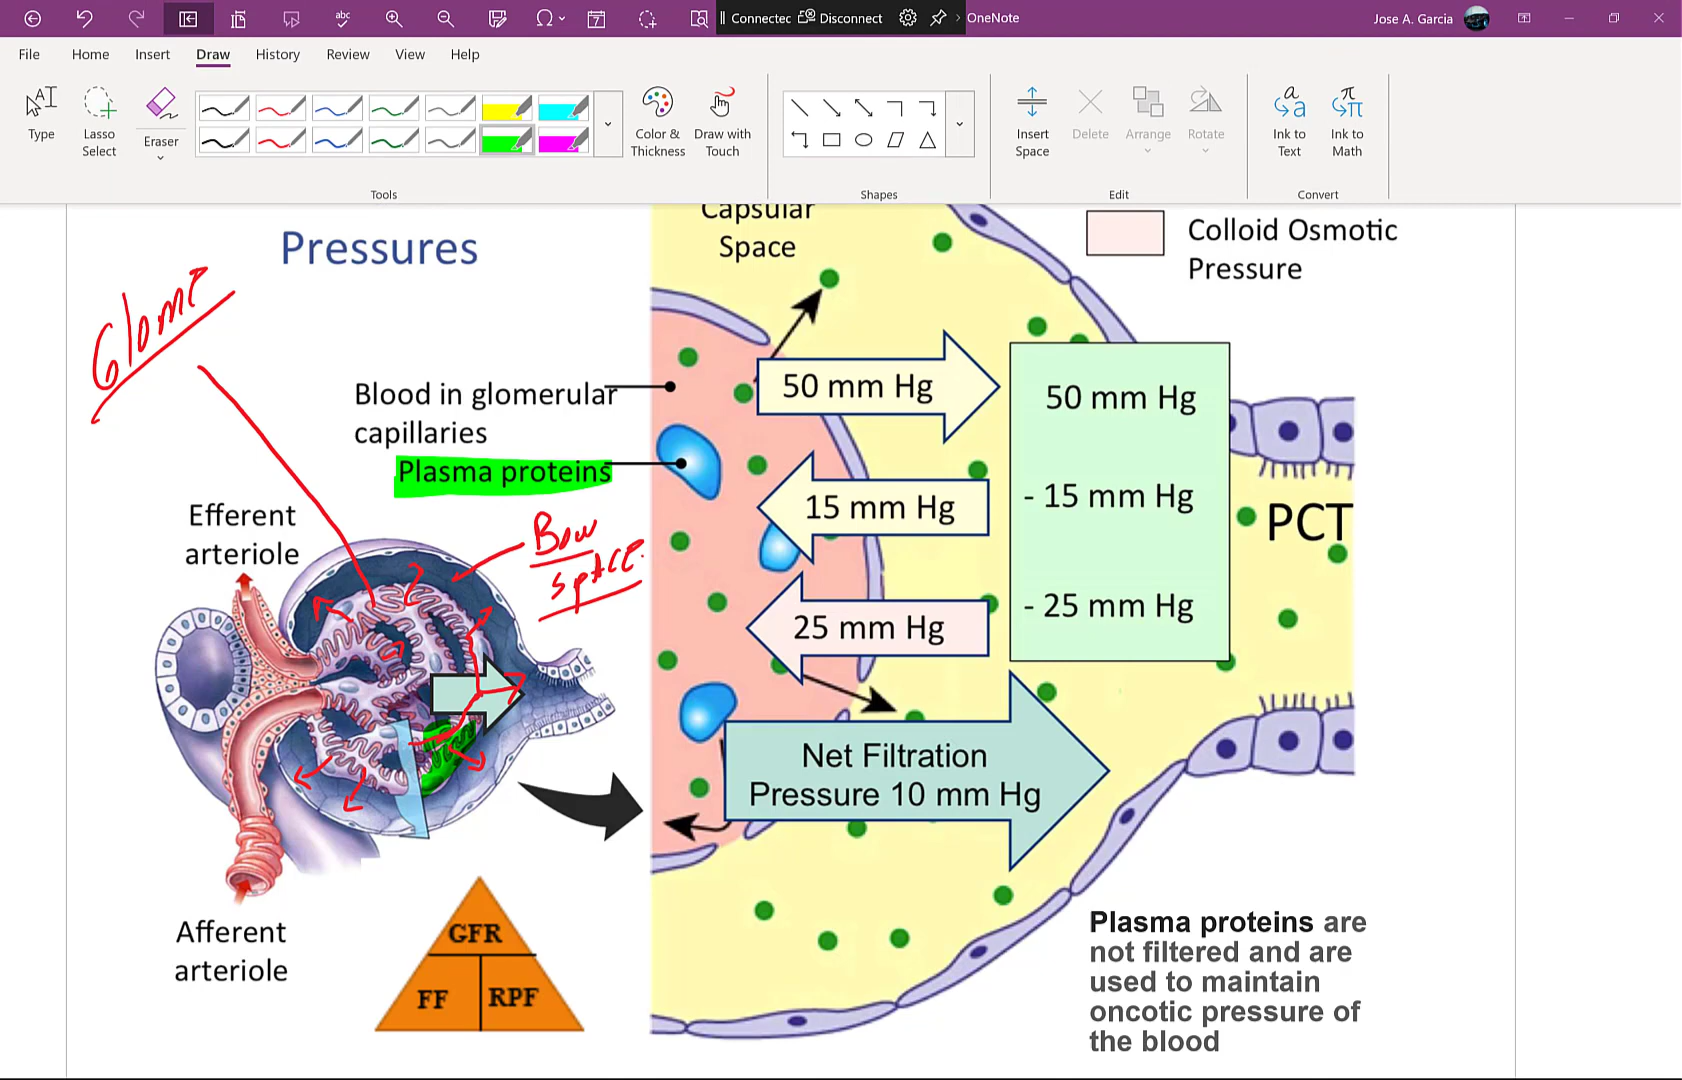 Connected Disconnect
OneNote
Jose A. Garcia
File Home Insert Draw History Review View Help
Type
Lasso Select
Eraser
Color & Thickness
Draw with Touch
Insert Space
Delete
Arrange
Rotate
Ink to Text
Ink to Math
Tools
Shapes
Edit
Convert
Pressures
Capsular
Space
Colloid Osmotic
Pressure
Glom
Blood in glomerular
capillaries
Plasma proteins
50 mm Hg
15 mm Hg
25 mm Hg
50 mm Hg
- 15 mm Hg
- 25 mm Hg
PCT
Efferent
arteriole
Bow
Space
Net Filtration
Pressure 10 mm Hg
Afferent
arteriole
GFR
FF
RPF
Plasma proteins are
not filtered and are
used to maintain
oncotic pressure of
the blood